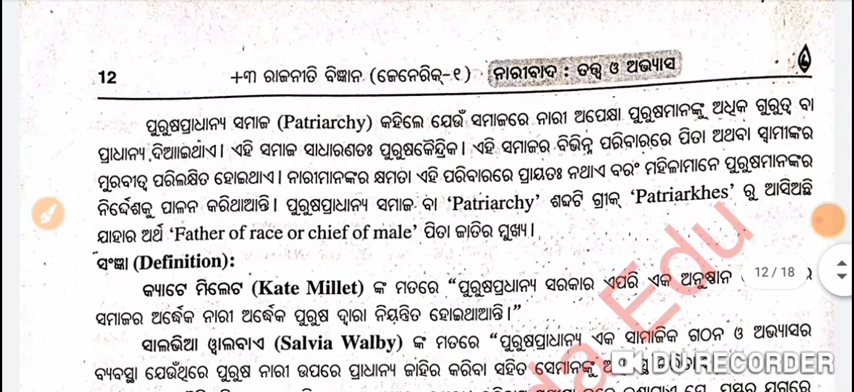 12 +୩ ରାଜନୀତି ବିଜ୍ଞାନ (ଜେନେରିକ୍-୧) ନାରୀବାଦ : ତତ୍ତ୍ୱ ଓ ଅଭ୍ୟାସ
ପୁରୁଷପ୍ରାଧାନ୍ୟ ସମାଜ (Patriarchy) କହିଲେ ଯେଉଁ ସମାଜରେ ନାରୀ ଅପେକ୍ଷା ପୁରୁଷମାନଙ୍କୁ ଅଧିକ ଗୁରୁତ୍ୱ ବା
ପ୍ରାଧାନ୍ୟ ଦିଆଯାଇଥାଏ। ଏହି ସମାଜ ସାଧାରଣତଃ ପୁରୁଷକୈନ୍ଦ୍ରିକ। ଏହି ସମାଜର ବିଭିନ୍ନ ପରିବାରରେ ପିତା ଅଥବା ସ୍ୱାମୀଙ୍କର
ମୁରବୀତ୍ୱ ପରିଲକ୍ଷିତ ହୋଇଥାଏ। ନାରୀମାନଙ୍କର କ୍ଷମତା ଏହି ପରିବାରରେ ପ୍ରାୟତଃ ନଥାଏ ବରଂ ମହିଳାମାନେ ପୁରୁଷମାନଙ୍କର
ନିର୍ଦ୍ଦେଶକୁ ପାଳନ କରିଥାଆନ୍ତି। ପୁରୁଷପ୍ରାଧାନ୍ୟ ସମାଜ ବା ‘Patriarchy’ ଶବ୍ଦଟି ଗ୍ରୀକ୍ ‘Patriarkhes’ ରୁ ଆସିଅଛି
ଯାହାର ଅର୍ଥ ‘Father of race or chief of male’ ପିତା ଜାତିର ମୁଖ୍ୟ।
ସଂଜ୍ଞା (Definition):
କ୍ୟାଟେ ମିଲେଟ (Kate Millet) ଙ୍କ ମତରେ “ପୁରୁଷପ୍ରଧାନ୍ୟ ସରକାର ଏପରି ଏକ ଅନୁଷ୍ଠାନ
12 / 18
ସମାଜର ଅର୍ଦ୍ଧେକ ନାରୀ ଅର୍ଦ୍ଧେକ ପୁରୁଷ ଦ୍ୱାରା ନିୟନ୍ତ୍ରିତ ହୋଇଥାଆନ୍ତି।”
ସାଲଭିଆ ୱାଲବାଏ (Salvia Walby) ଙ୍କ ମତରେ “ପୁରୁଷପ୍ରାଧାନ୍ୟ ଏକ ସାମାଜିକ ଗଠନ ଓ ଅଭ୍ୟାସର
ବ୍ୟବସ୍ଥା ଯେଉଁଥିରେ ପୁରୁଷ ନାରୀ ଉପରେ ପ୍ରାଧାନ୍ୟ ଜାହିର କରିବା ସହିତ ସେମାନଙ୍କୁ
DU RECORDER
Edu